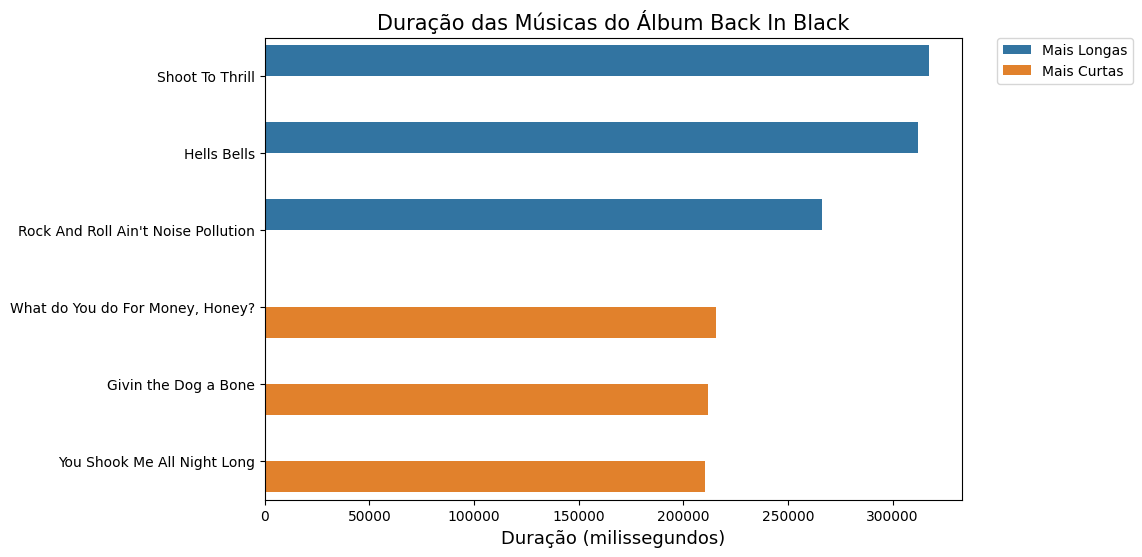 Duração das Músicas do Álbum Back In Black
Mais Longas
Mais Curtas
Shoot To Thrill
Hells Bells
Rock And Roll Ain't Noise Pollution
What do You do For Money, Honey?
Givin the Dog a Bone
You Shook Me All Night Long
0 50000 100000 150000 200000 250000 300000
Duração (milissegundos)